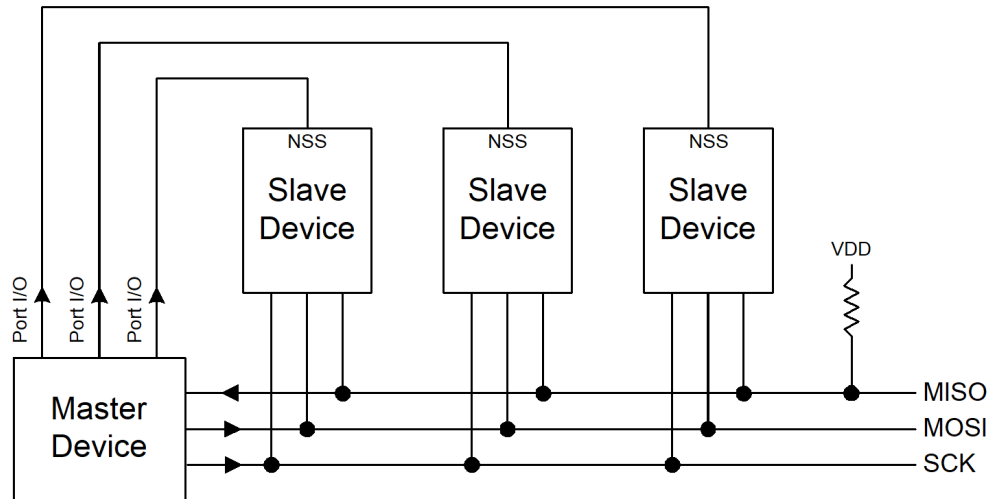 NSS
Slave
Device
NSS
Slave
Device
NSS
Slave
Device
VDD
Port I/O
Port I/O
Port I/O
Master
Device
MISO
MOSI
SCK